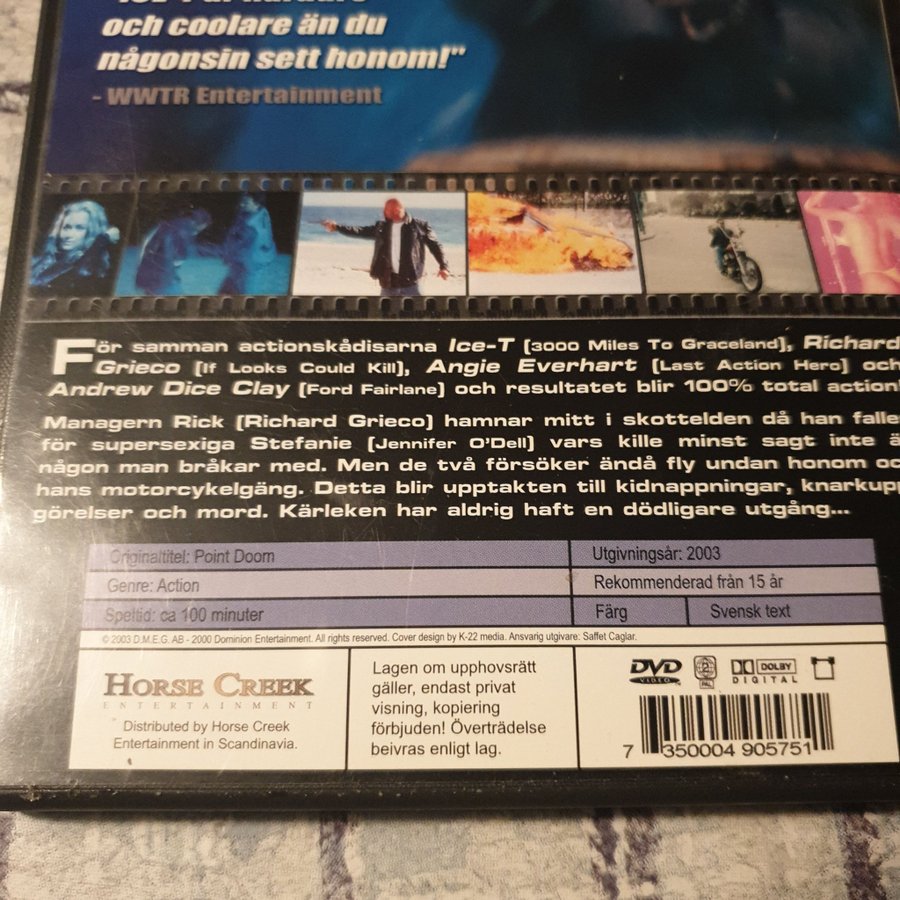 och coolare än du
någonsin sett honom!"
- WWTR Entertainment
För samman actionskådisarna Ice-T (3000 Miles To Graceland), Richard
Grieco (If Looks Could Kill), Angie Everhart (Last Action Hero) och
Andrew Dice Clay (Ford Fairlane) och resultatet blir 100% total action!
Managern Rick (Richard Grieco) hamnar mitt i skottelden då han falle
för supersexiga Stefanie (Jennifer O'Dell) vars kille minst sagt inte ä
någon man bråkar med. Men de två försöker ändå fly undan honom oc
hans motorcykelgäng. Detta blir upptakten till kidnappningar, knarkupp
görelser och mord. Kärleken har aldrig haft en dödligare utgång...
Originaltitel: Point Doom
Utgivningsår: 2003
Genre: Action
Rekommenderad från 15 år
Speltid: ca 100 minuter
Färg
Svensk text
© 2003 D.M.E.G. AB - 2000 Dominion Entertainment. All rights reserved. Cover design by K-22 media. Ansvarig utgivare: Saffet Caglar.
HORSE CREEK
ENTERTAINMENT
Distributed by Horse Creek
Entertainment in Scandinavia.
Lagen om upphovsrätt
gäller, endast privat
visning, kopiering
förbjuden! Överträdelse
beivras enligt lag.
DVD
VIDEO
2
PAL
DOLBY
DIGITAL
7 350004 905751